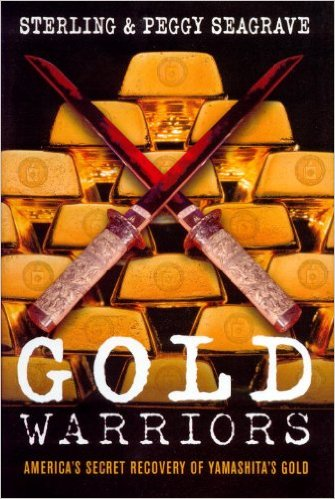 STERLING & PEGGY SEAGRAVE
GOLD
WARRIORS
AMERICA'S SECRET RECOVERY OF YAMASHITA'S GOLD